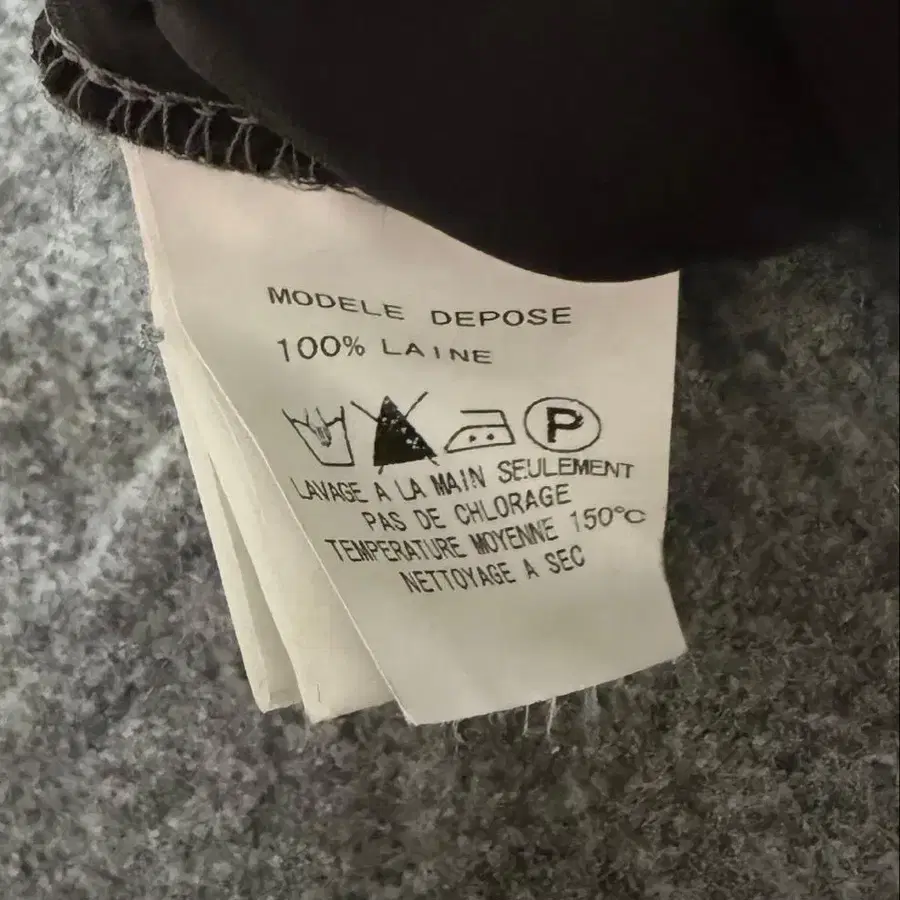 MODELE DEPOSE
100% LAINE
P
LAVAGE A LA MAIN SEULEMENT
PAS DE CHLORAGE
TEMPERATURE MOYENNE 150°C
NETTOYAGE A SEC